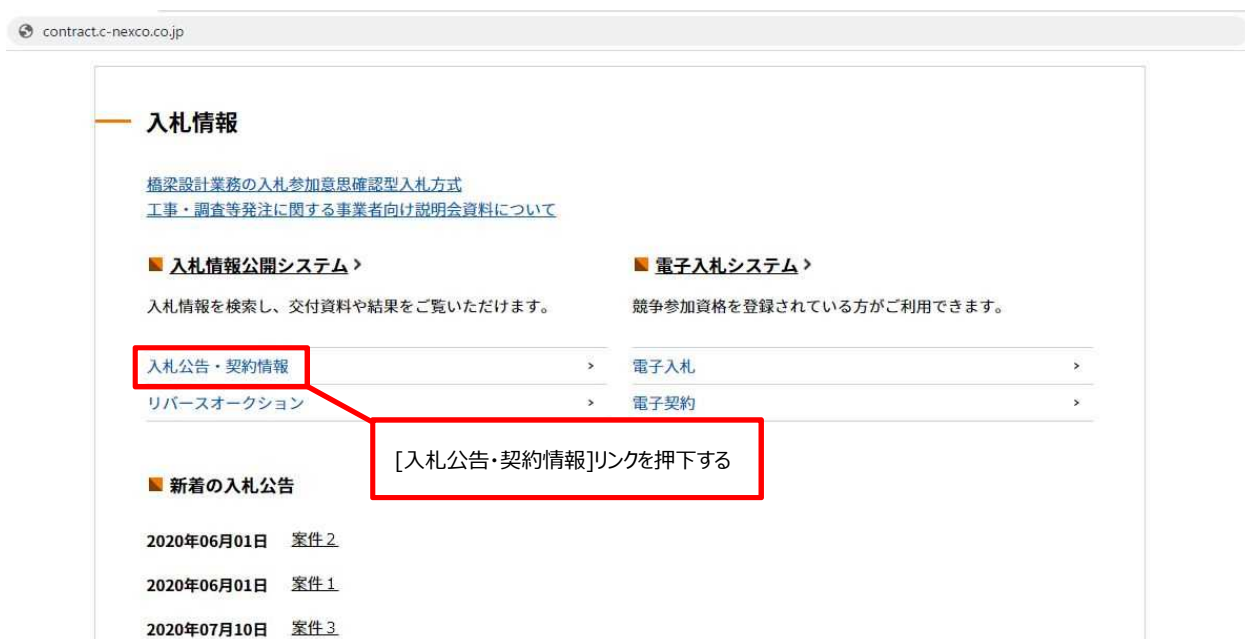 contract.c-nexco.co.jp
入札情報
橋梁設計業務の入札参加意思確認型入札方式
工事・調査等発注に関する事業者向け説明会資料について
入札情報公開システム
入札情報を検索し、交付資料や結果をご覧いただけます。
入札公告・契約情報
リバースオークション
電子入札システム
競争参加資格を登録されている方がご利用できます。
電子入札
電子契約
[入札公告・契約情報]リンクを押下する
新着の入札公告
2020年06月01日 案件２
2020年06月01日 案件１
2020年07月10日 案件３